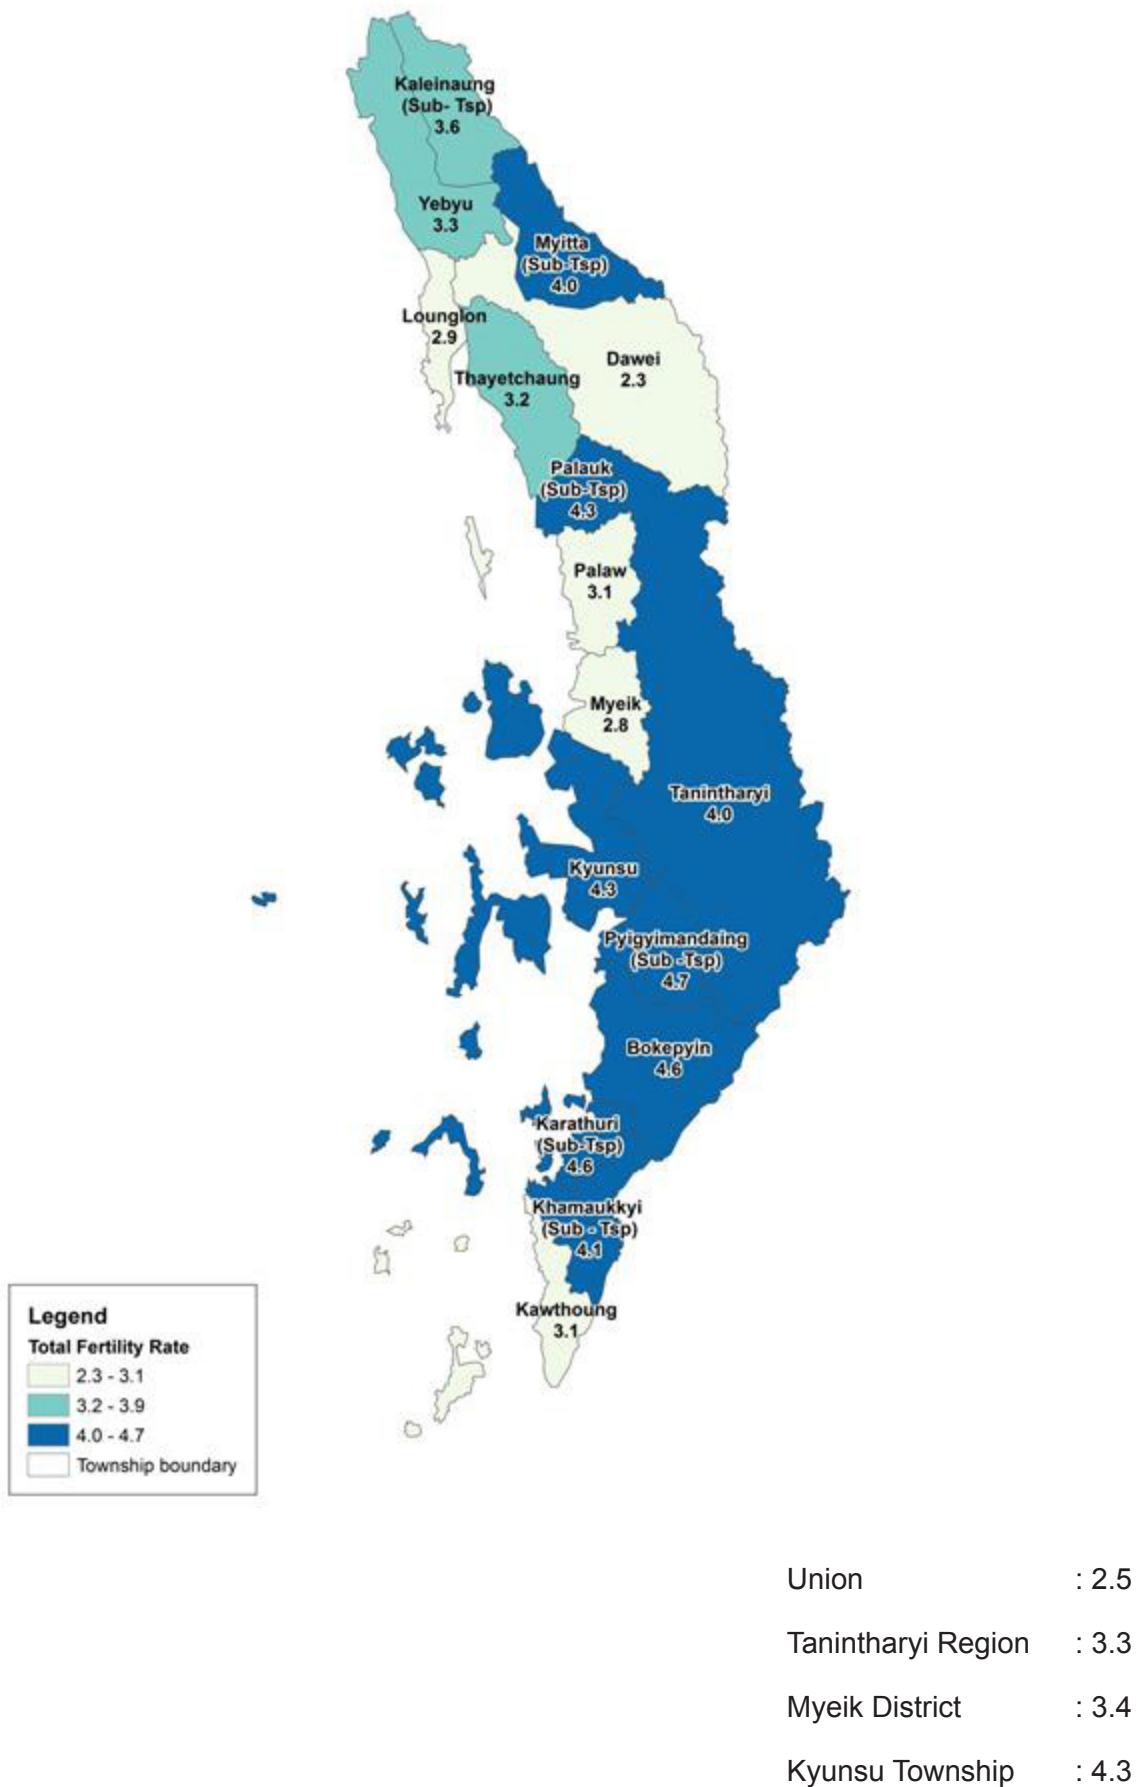 Kaleinaung
(Sub- Tsp)
3.6
Yebyu
3.3
Myitta
(Sub-Tsp)
4.0
Lounglon
2.9
Dawei
2.3
Thayetchaung
3.2
Palauk
(Sub-Tsp)
4.3
Palaw
3.1
Myeik
2.8
Tanintharyi
4.0
Kyunsu
4.3
Pyigyimandaing
(Sub -Tsp)
4.7
Bokepyin
4.6
Karathuri
(Sub-Tsp)
4.6
Khamaukkyi
(Sub - Tsp)
4.1
Kawthoung
3.1
Legend
Total Fertility Rate
2.3 - 3.1
3.2 - 3.9
4.0 - 4.7
Township boundary
Union : 2.5
Tanintharyi Region : 3.3
Myeik District : 3.4
Kyunsu Township : 4.3